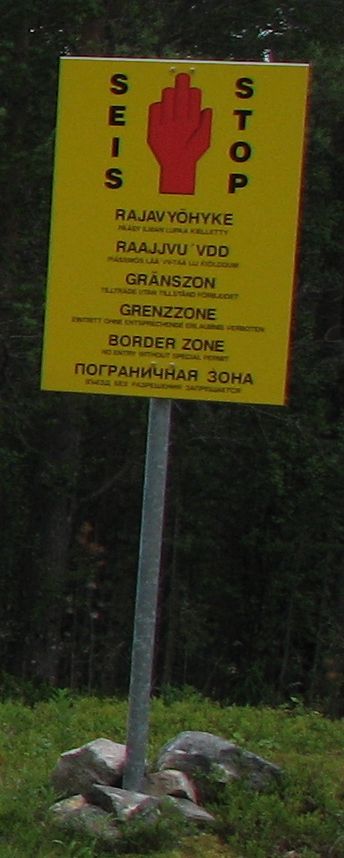 SEIS
STOP
RAJAVYÖHYKE
PÄÄSY ILMAN LUPAA KIELLETTY
RAAJJVU´VDD
GRÄNSZON
TILLTRÄDE UTAN TILLSTÅND FÖRBJUDET
GRENZZONE
EINTRITT OHNE ENTSPRECHENDE ERLAUBNIS VERBOTEN
BORDER ZONE
NO ENTRY WITHOUT SPECIAL PERMIT
ПОГРАНИЧНАЯ ЗОНА
ВЪЕЗД БЕЗ РАЗРЕШЕНИЯ ЗАПРЕЩАЕТСЯ